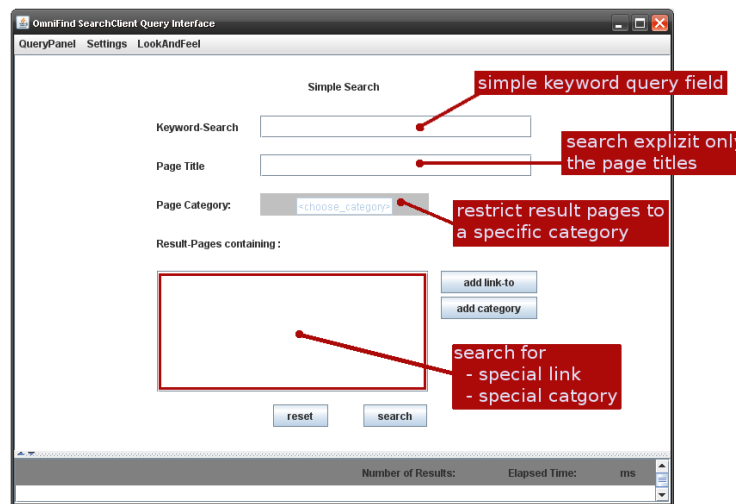 OmniFind SearchClient Query Interface
QueryPanel Settings LookAndFeel
Simple Search
simple keyword query field
Keyword-Search
search explizit only
the page titles
Page Title
Page Category:
<choose_category>
restrict result pages to
a specific category
Result-Pages containing :
add link-to
add category
search for
- special link
- special catgory
reset
search
Number of Results: Elapsed Time: ms